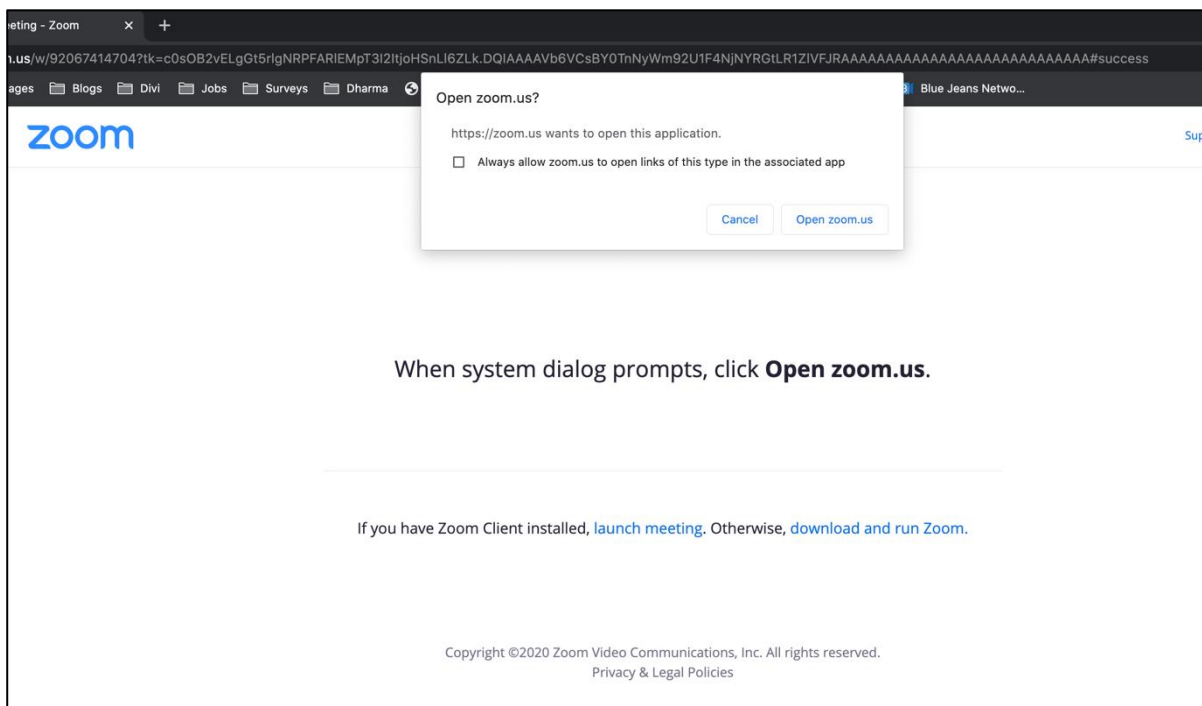 eeting - Zoom
.us/w/92067414704?tk=c0sOB2vELgGt5rlgNRPFARlEMpT3I2ItjoHSnLl6ZLk.DQIAAAAVb6VCsBY0TnNyWm92U1F4NjNYRGtLR1ZlVFJRAAAAAAAAAAAAAAAAAAAAAAAAAAAA#success
ages Blogs Divi Jobs Surveys Dharma Blue Jeans Netwo...
Open zoom.us?
https://zoom.us wants to open this application.
Always allow zoom.us to open links of this type in the associated app
Cancel Open zoom.us
zoom
Sup
When system dialog prompts, click Open zoom.us.
If you have Zoom Client installed, launch meeting. Otherwise, download and run Zoom.
Copyright ©2020 Zoom Video Communications, Inc. All rights reserved.
Privacy & Legal Policies